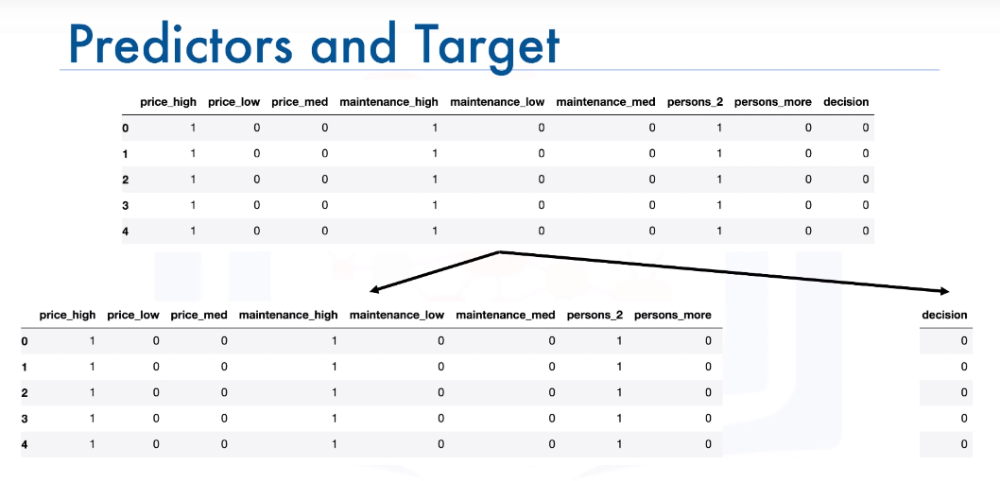 Predictors and Target
price_high price_low price_med maintenance_high maintenance_low maintenance_med persons_2 persons_more decision
0 1 0 0 1 0 0 1 0 0
1 1 0 0 1 0 0 1 0 0
2 1 0 0 1 0 0 1 0 0
3 1 0 0 1 0 0 1 0 0
4 1 0 0 1 0 0 1 0 0
price_high price_low price_med maintenance_high maintenance_low maintenance_med persons_2 persons_more
0 1 0 0 1 0 0 1 0
1 1 0 0 1 0 0 1 0
2 1 0 0 1 0 0 1 0
3 1 0 0 1 0 0 1 0
4 1 0 0 1 0 0 1 0
decision
0
0
0
0
0